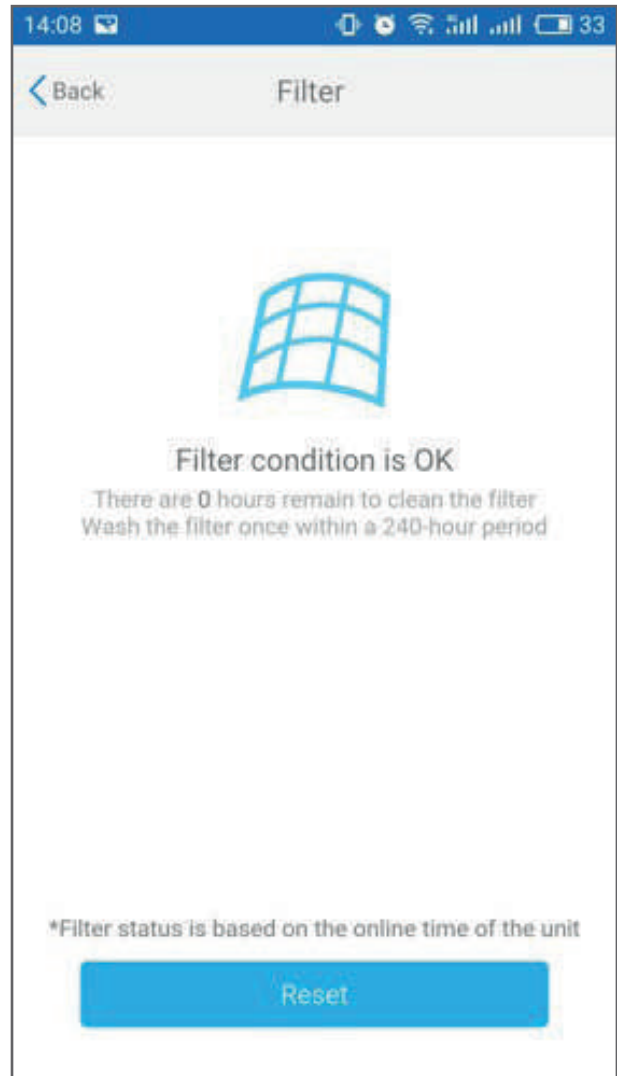 14:08 33
Back Filter
Filter condition is OK
There are 0 hours remain to clean the filter
Wash the filter once within a 240-hour period
*Filter status is based on the online time of the unit
Reset